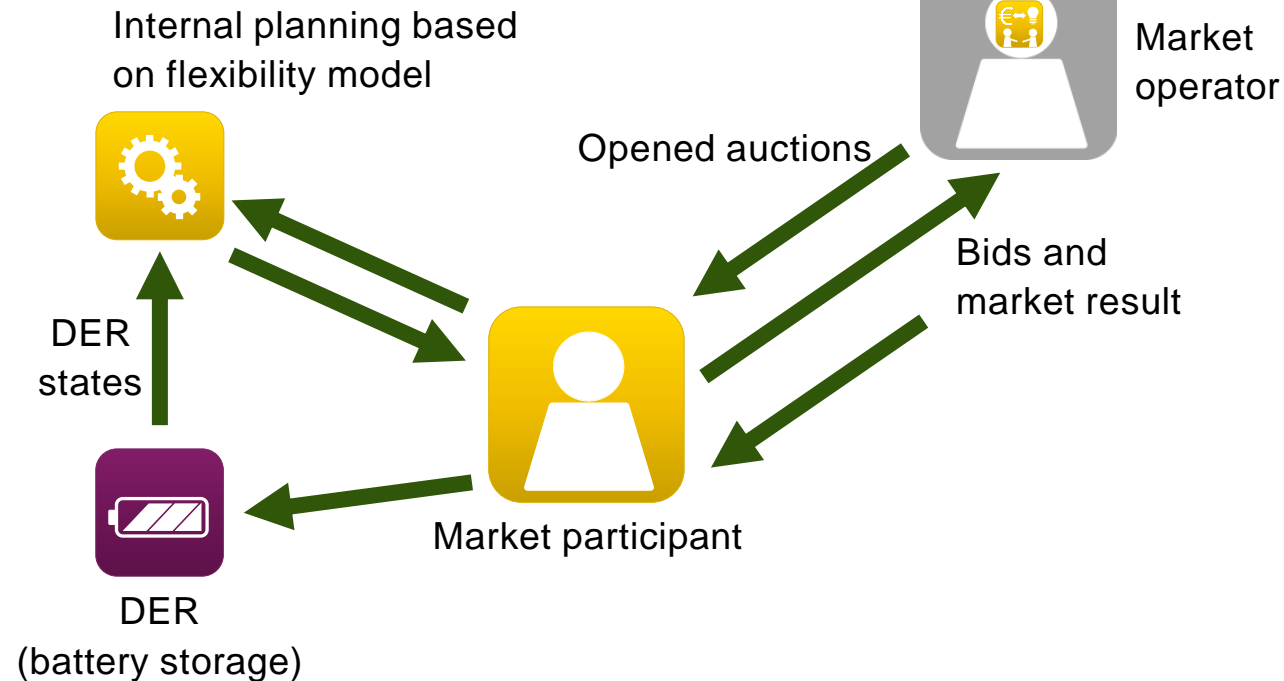 Internal planning based
on flexibility model
Market
operator
Opened auctions
Bids and
market result
DER
states
Market participant
DER
(battery storage)